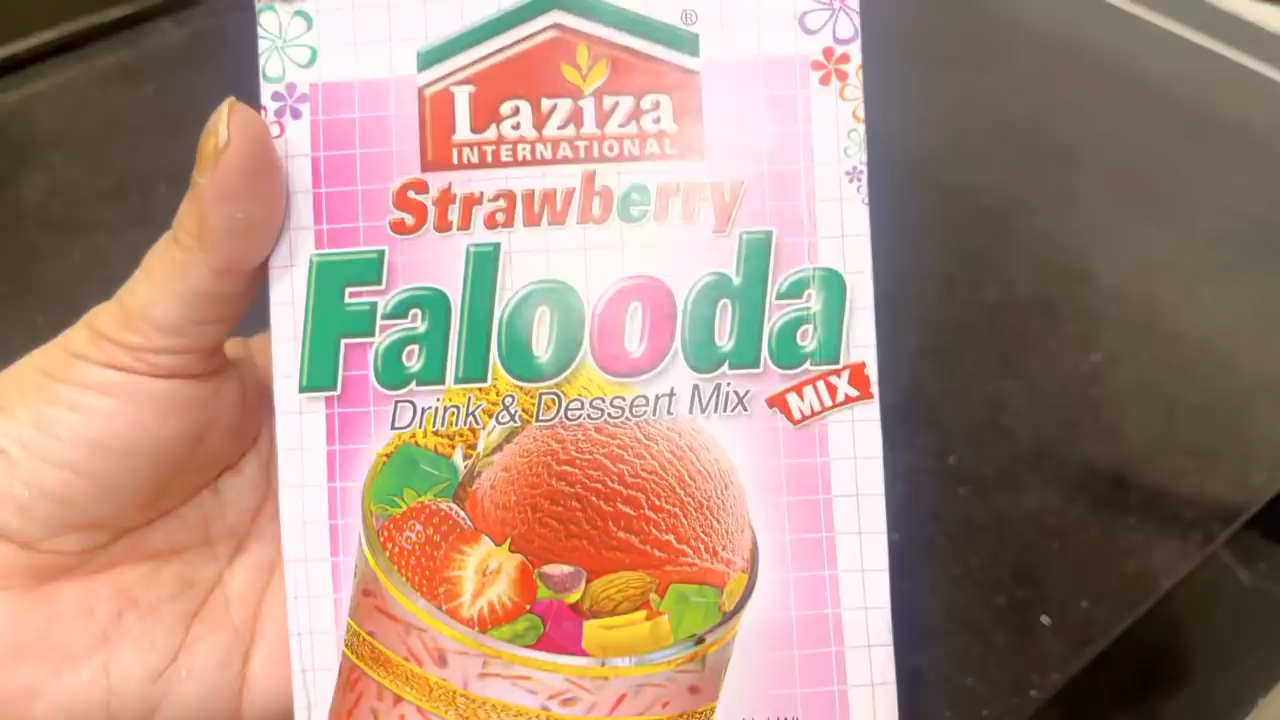 ®
Laziza
INTERNATIONAL
Strawberry
Falooda
Drink & Dessert Mix
MIX